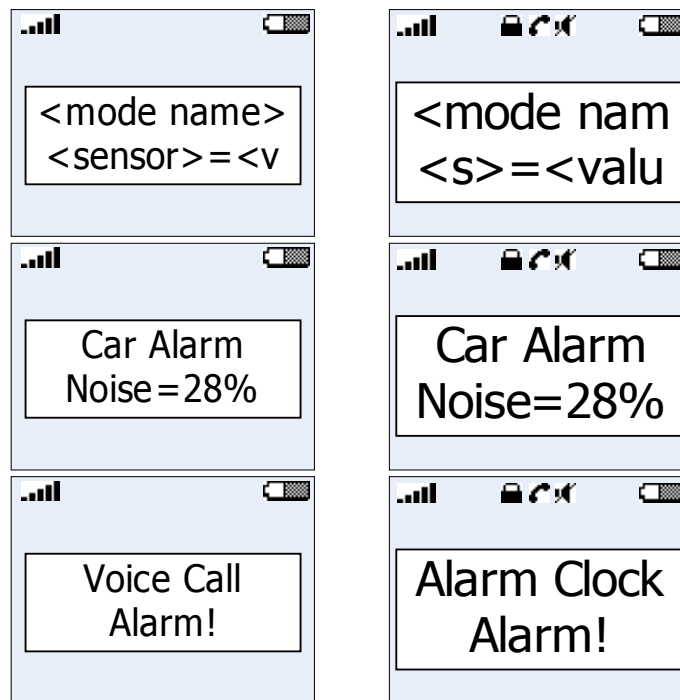 <mode name>
<sensor>=<v
<mode nam
<s>=<valu
Car Alarm
Noise=28%
Car Alarm
Noise=28%
Voice Call
Alarm!
Alarm Clock
Alarm!